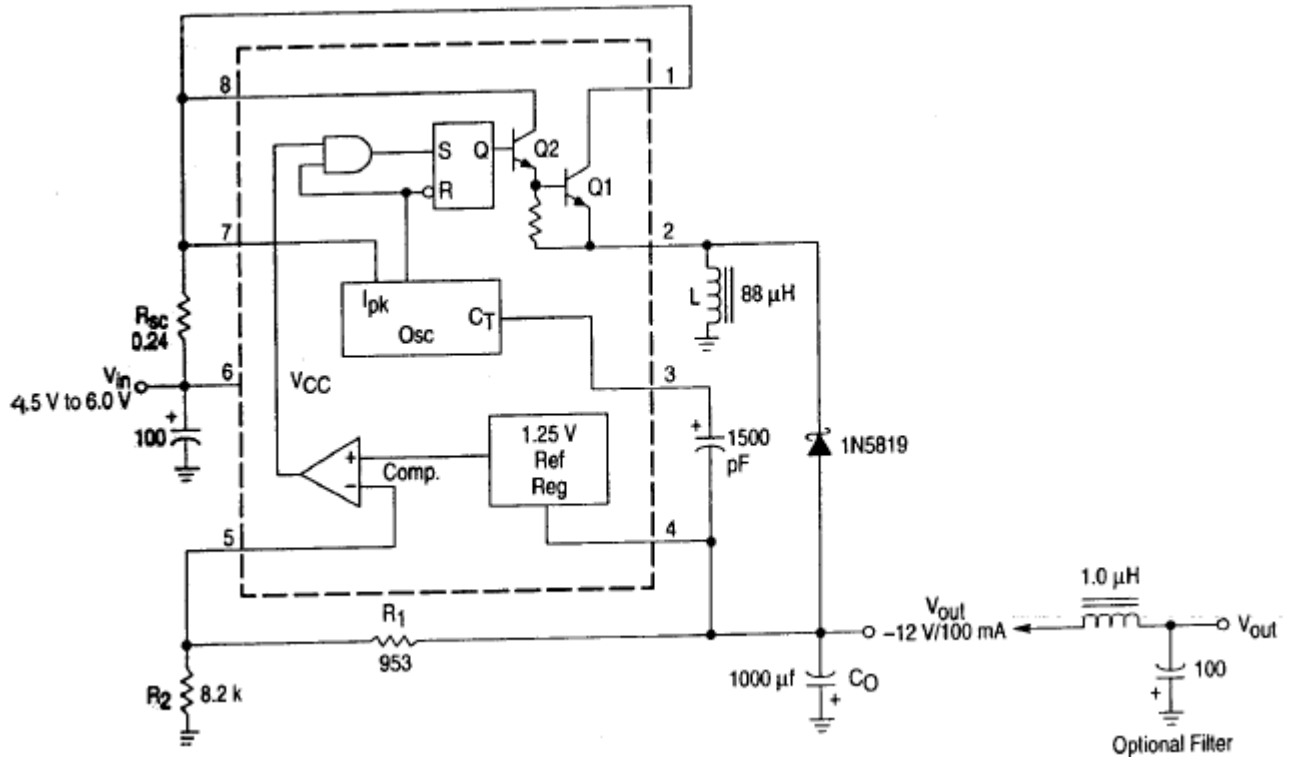 8
1
S
Q
Q2
R
Q1
7
2
Ipk
CT
Osc
L
88 μH
Rsc
0.24
Vin
4.5 V to 6.0 V
6
VCC
3
100
+
1.25 V
Ref
Reg
+
1500
pF
1N5819
+
−
Comp.
5
4
R1
953
Vout
−12 V/100 mA
1.0 μH
Vout
R2
8.2 k
1000 μf
CO
+
100
+
Optional Filter